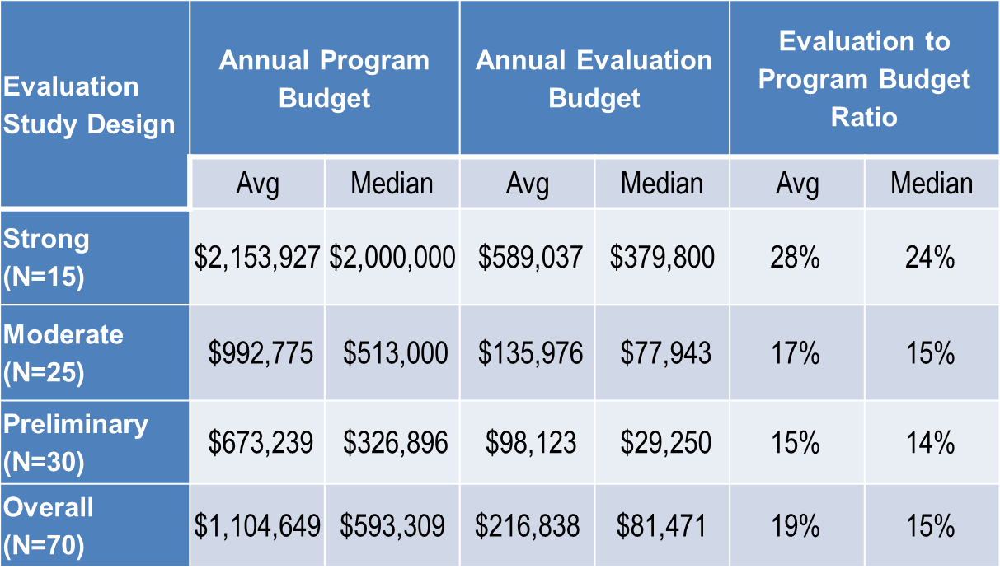 Evaluation
Study Design
Annual Program
Budget
Annual Evaluation
Budget
Evaluation to
Program Budget
Ratio
Avg Median Avg Median Avg Median
Strong
(N=15)
$2,153,927 $2,000,000 $589,037 $379,800 28% 24%
Moderate
(N=25)
$992,775 $513,000 $135,976 $77,943 17% 15%
Preliminary
(N=30)
$673,239 $326,896 $98,123 $29,250 15% 14%
Overall
(N=70)
$1,104,649 $593,309 $216,838 $81,471 19% 15%